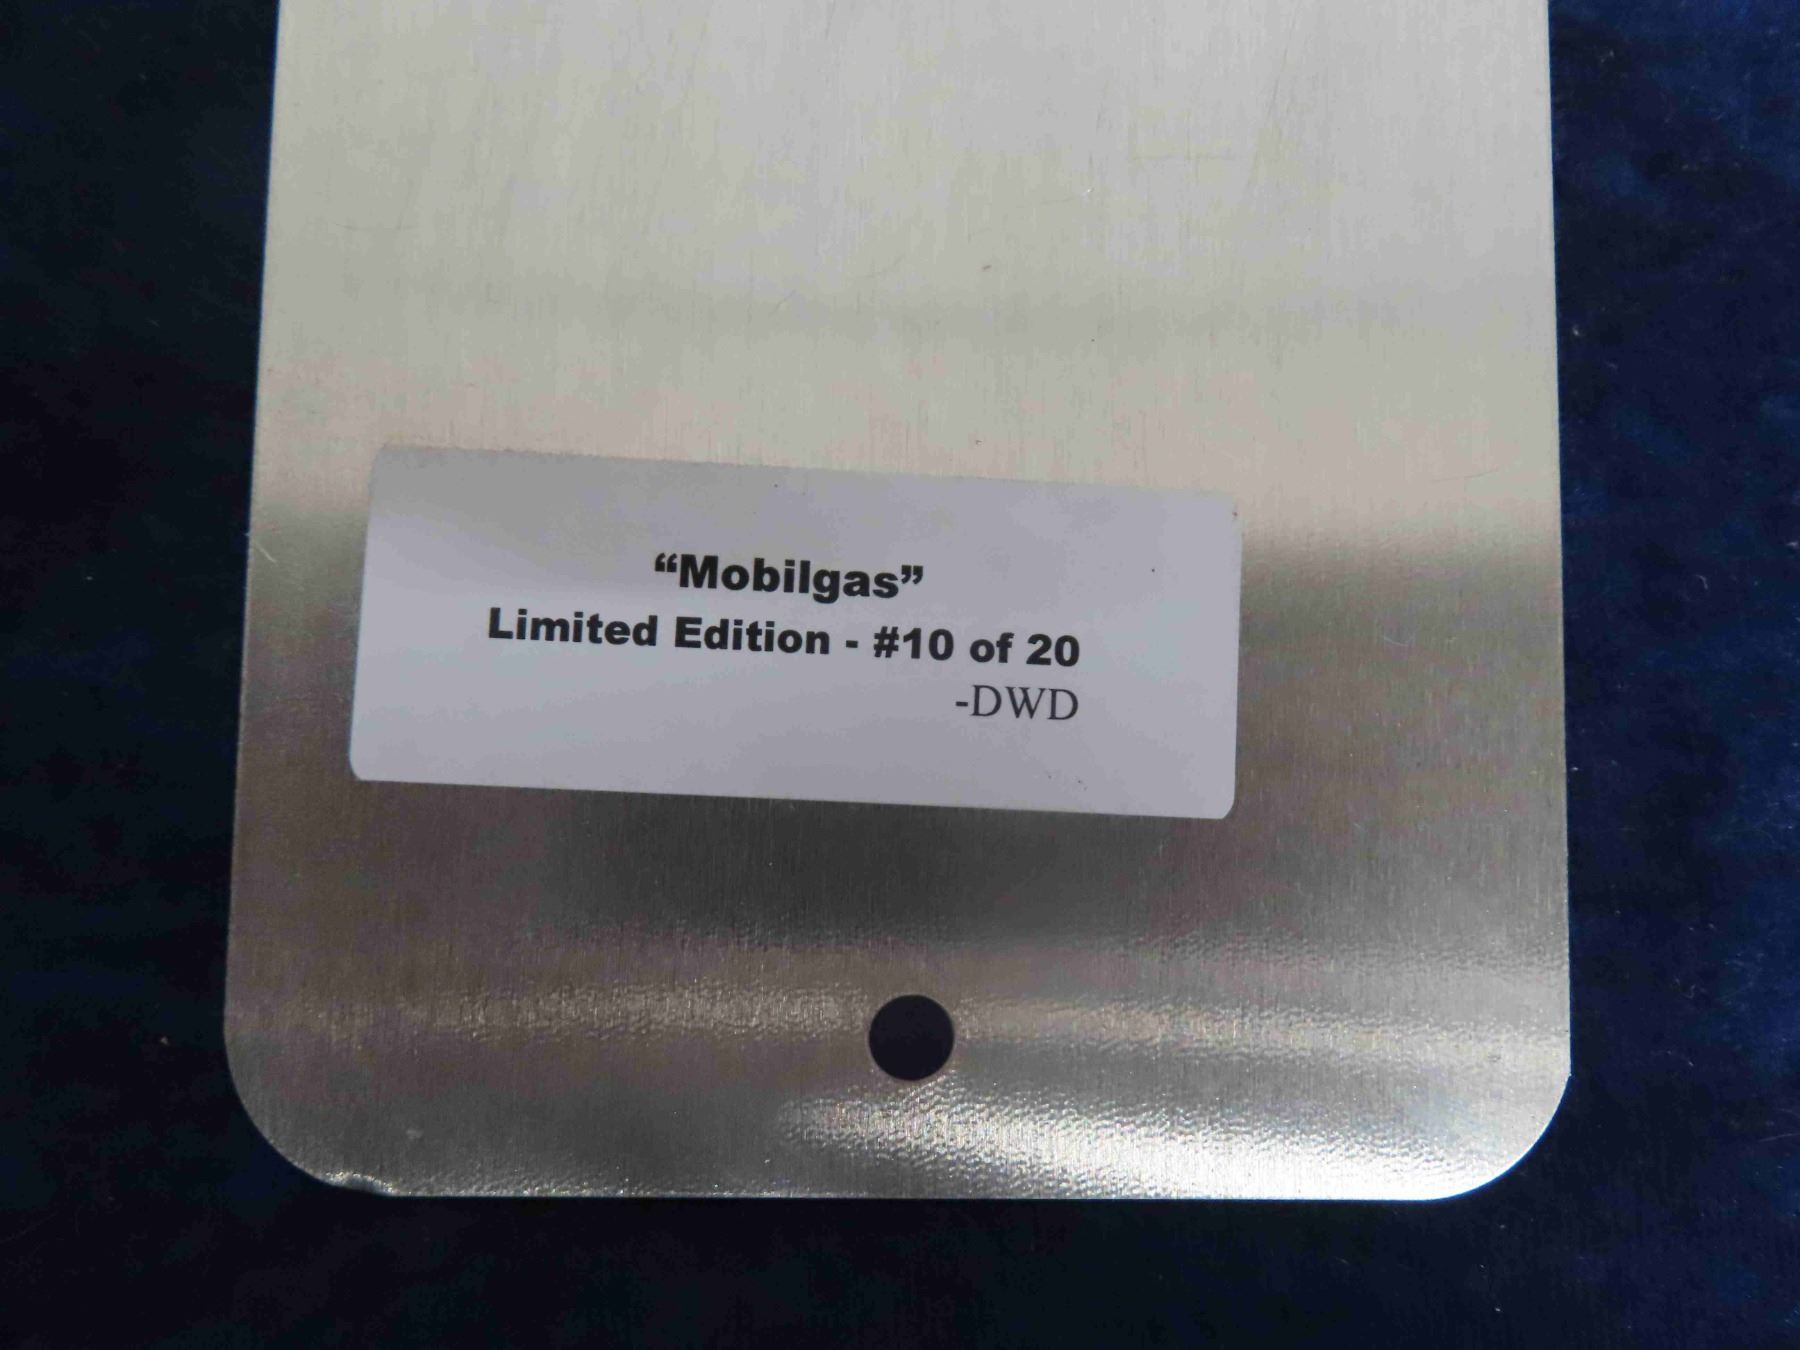 “Mobilgas”
Limited Edition - #10 of 20
-DWD